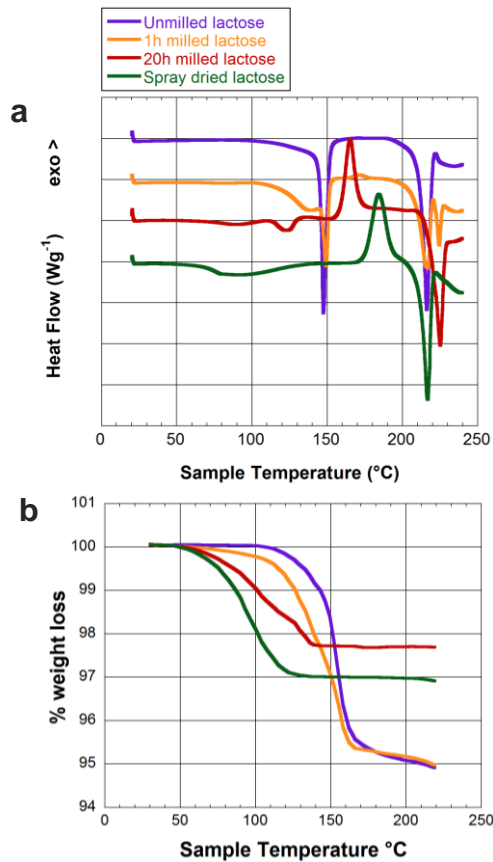 Unmilled lactose
1h milled lactose
20h milled lactose
Spray dried lactose
a
exo >
Heat Flow (Wg⁻¹)
0 50 100 150 200 250
Sample Temperature (°C)
b
101
100
99
98
97
96
95
94
% weight loss
0 50 100 150 200 250
Sample Temperature °C